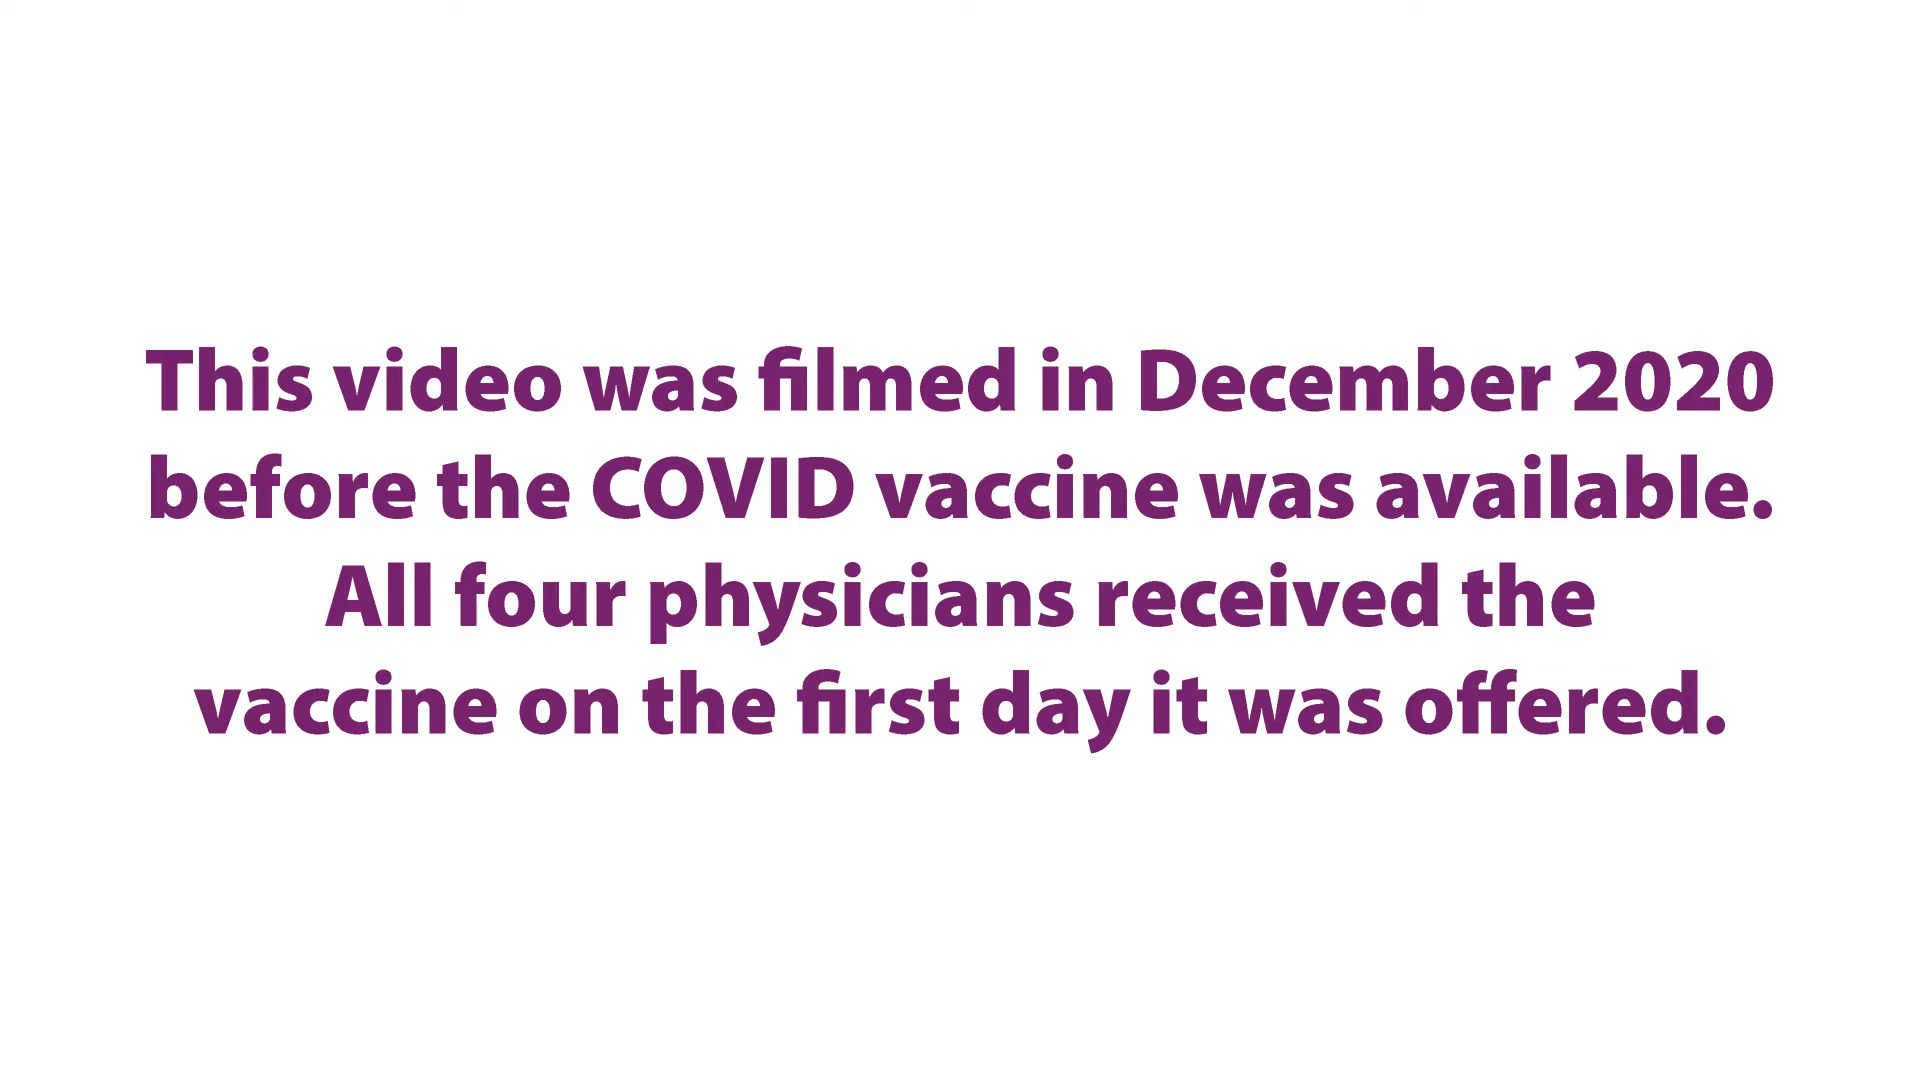 This video was filmed in December 2020
before the COVID vaccine was available.
All four physicians received the
vaccine on the first day it was offered.